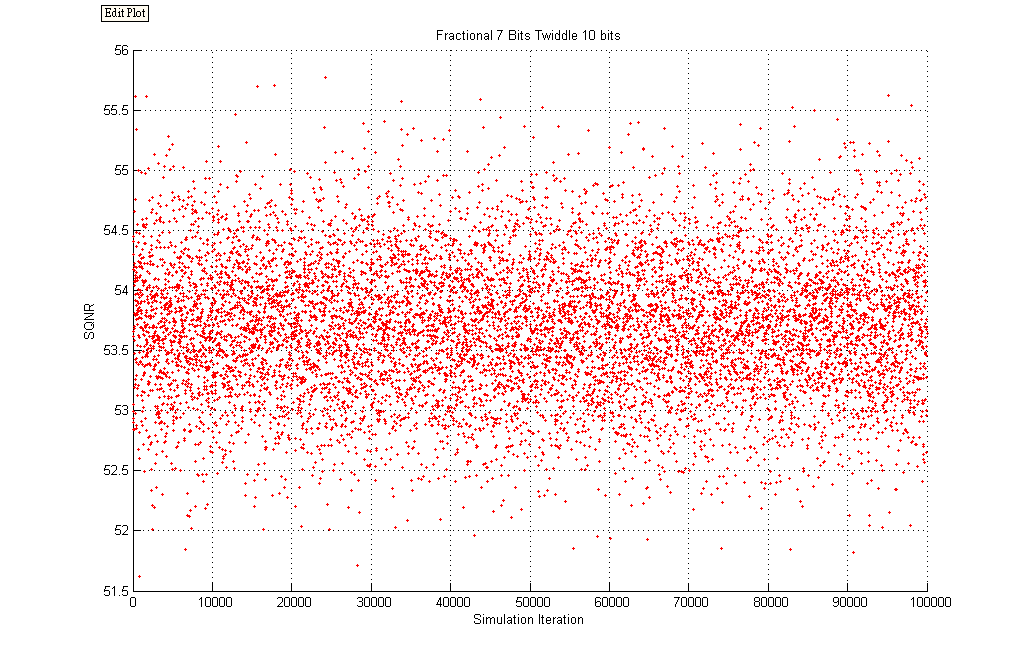 Edit Plot
Fractional 7 Bits Twiddle 10 bits
56
55.5
55
54.5
54
53.5
53
52.5
52
51.5
SQNR
0 10000 20000 30000 40000 50000 60000 70000 80000 90000 100000
Simulation Iteration